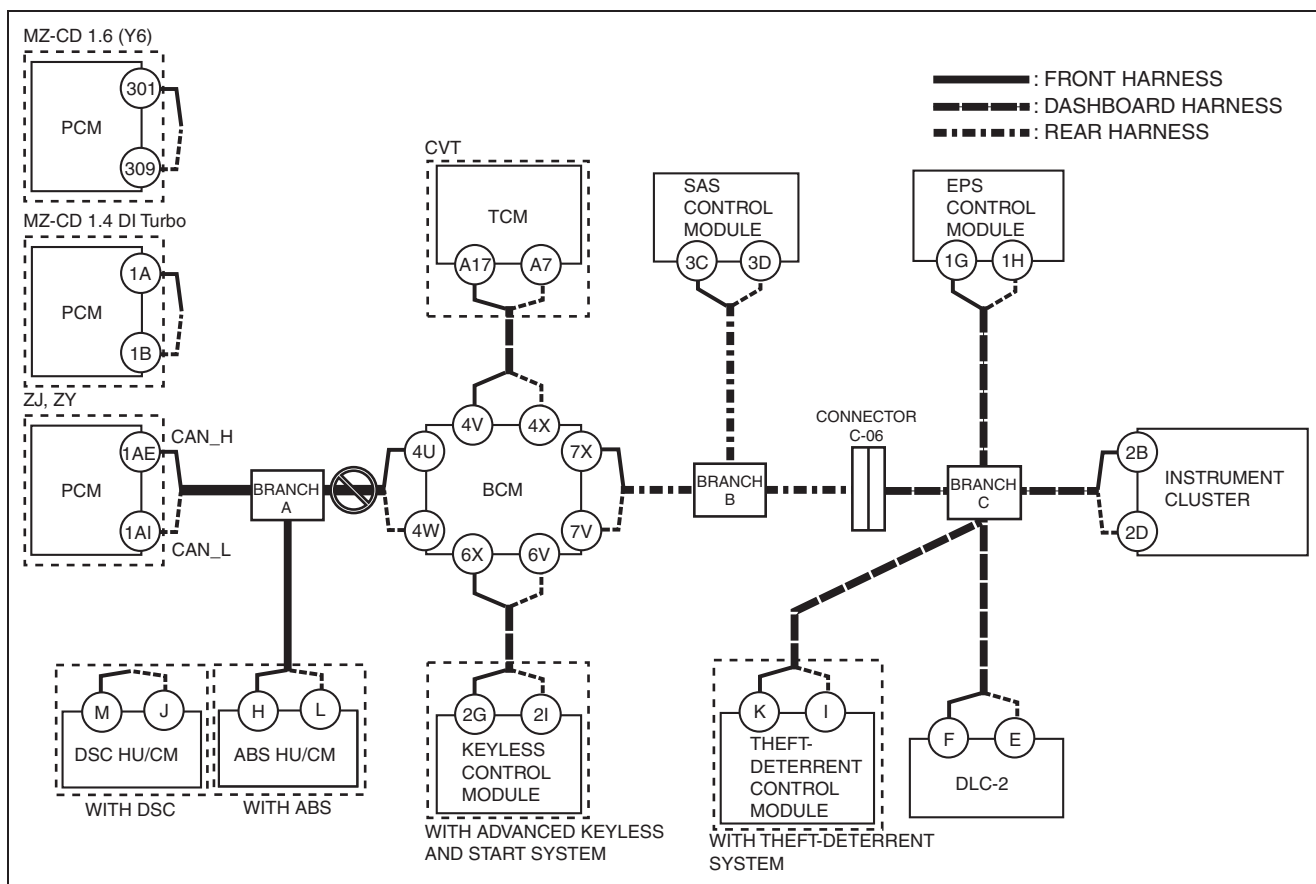 MZ-CD 1.6 (Y6)
PCM
301
309
MZ-CD 1.4 DI Turbo
PCM
1A
1B
ZJ, ZY
PCM
1AE
1AI
CAN_H
CAN_L
BRANCH
A
: FRONT HARNESS
: DASHBOARD HARNESS
: REAR HARNESS
CVT
TCM
A17
A7
SAS
CONTROL
MODULE
3C
3D
EPS
CONTROL
MODULE
1G
1H
4V
4X
4U
7X
BCM
4W
7V
6X
6V
BRANCH
B
CONNECTOR
C-06
BRANCH
C
2B
2D
INSTRUMENT
CLUSTER
M
J
DSC HU/CM
WITH DSC
H
L
ABS HU/CM
WITH ABS
2G
2I
KEYLESS
CONTROL
MODULE
WITH ADVANCED KEYLESS
AND START SYSTEM
K
I
THEFT-
DETERRENT
CONTROL
MODULE
WITH THEFT-DETERRENT
SYSTEM
F
E
DLC-2